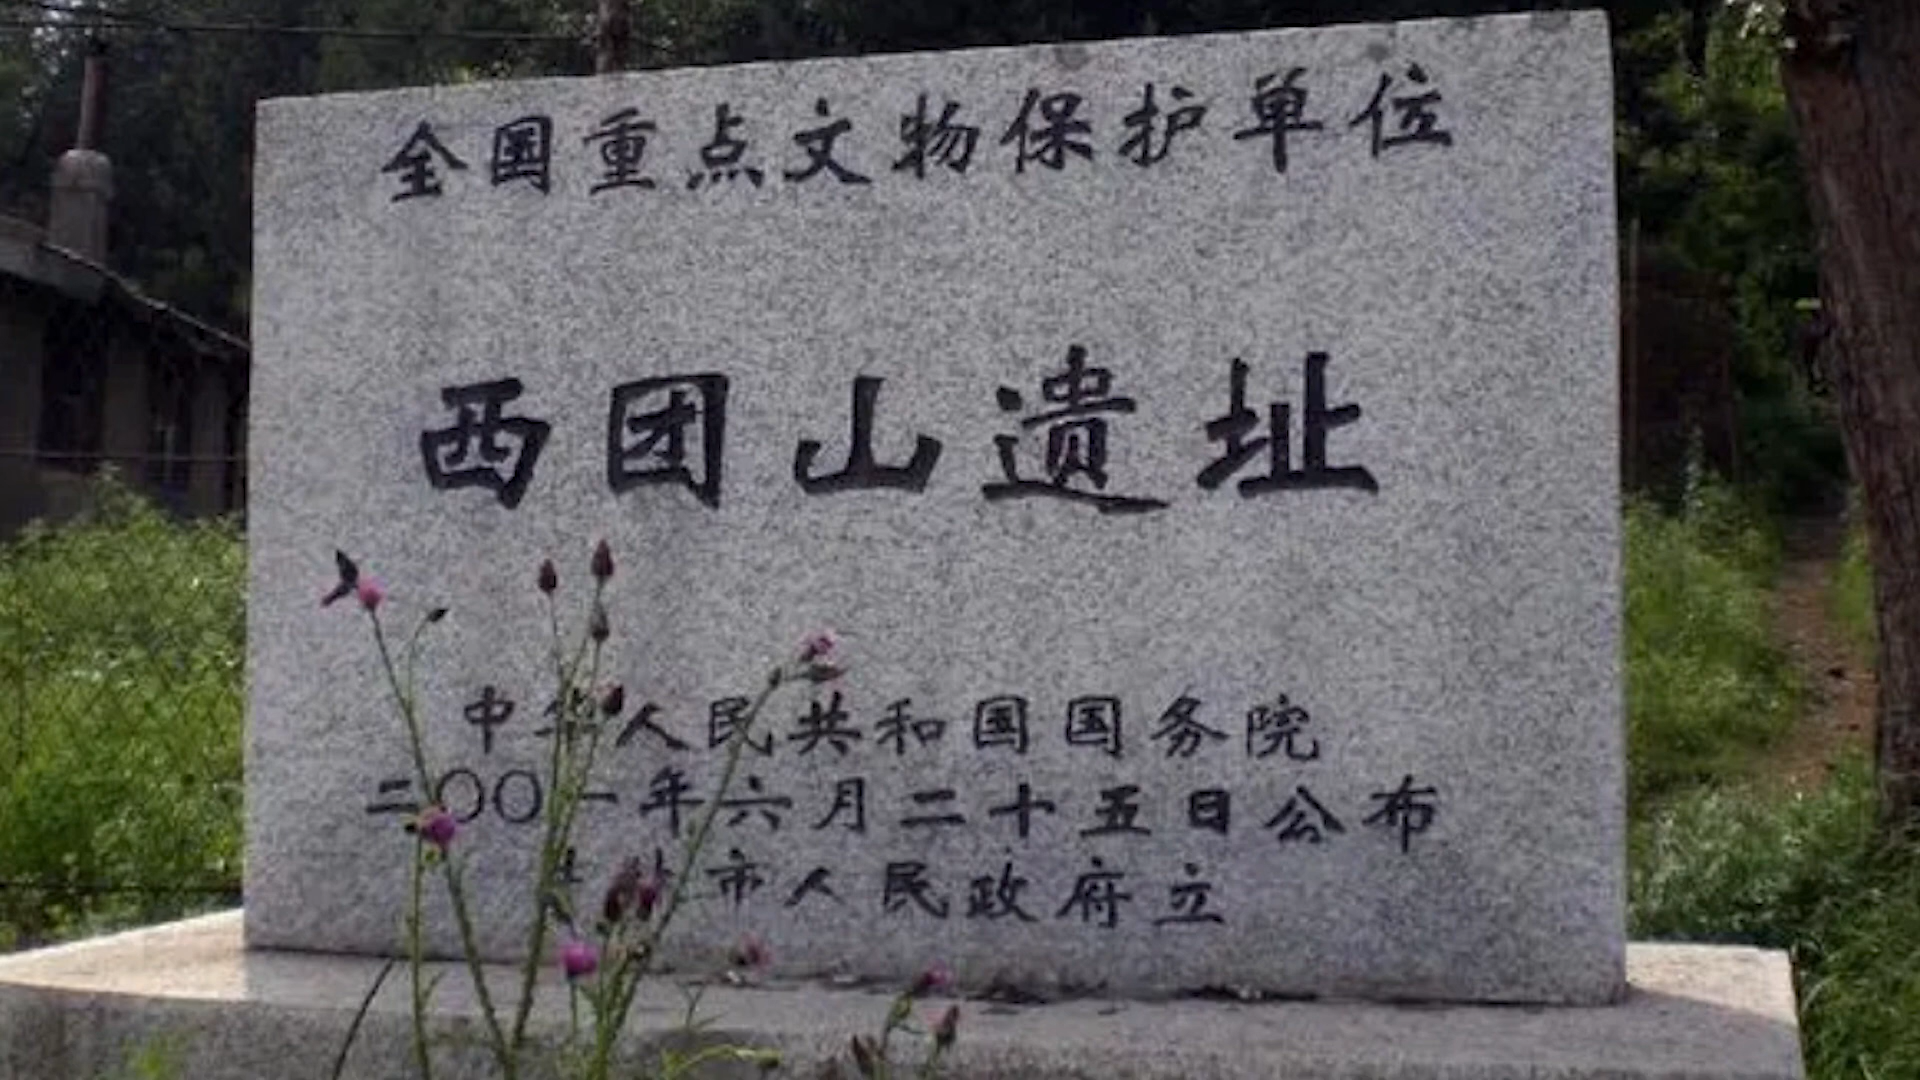 全国重点文物保护单位
西团山遗址
中华人民共和国国务院
二〇〇一年六月二十五日公布
市人民政府立